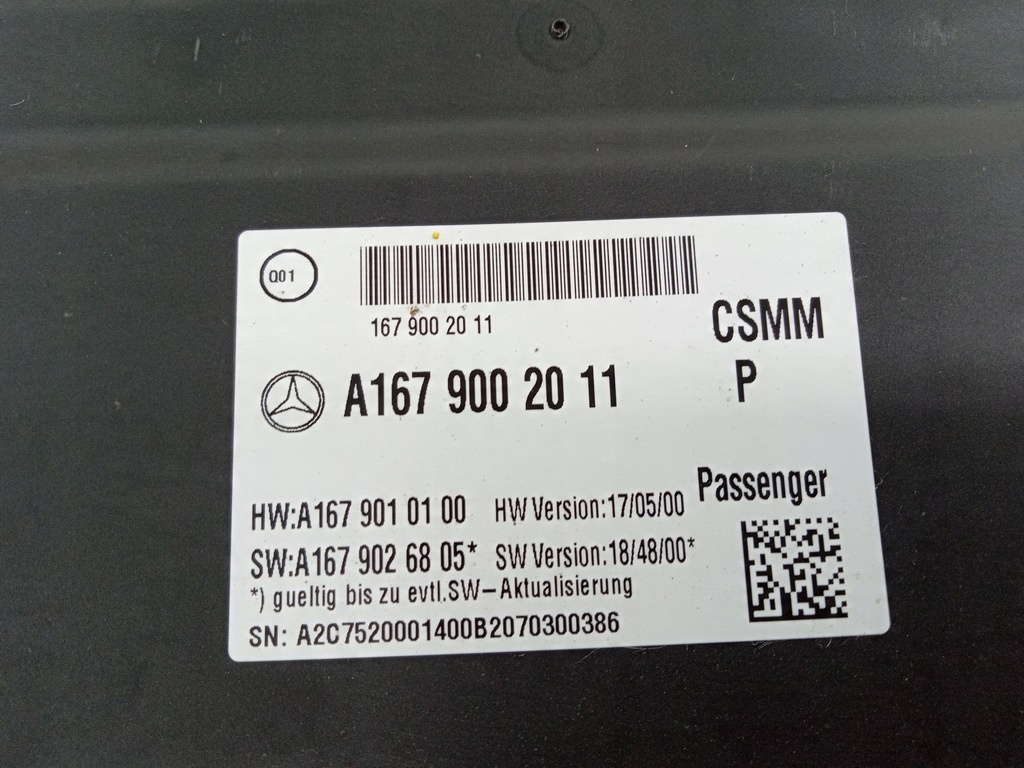 Q01
167 900 20 11
CSMM
P
A167 900 20 11
Passenger
HW:A167 901 01 00 HW Version:17/05/00
SW:A167 902 68 05* SW Version:18/48/00*
*) gueltig bis zu evtl.SW-Aktualisierung
SN: A2C7520001400B2070300386